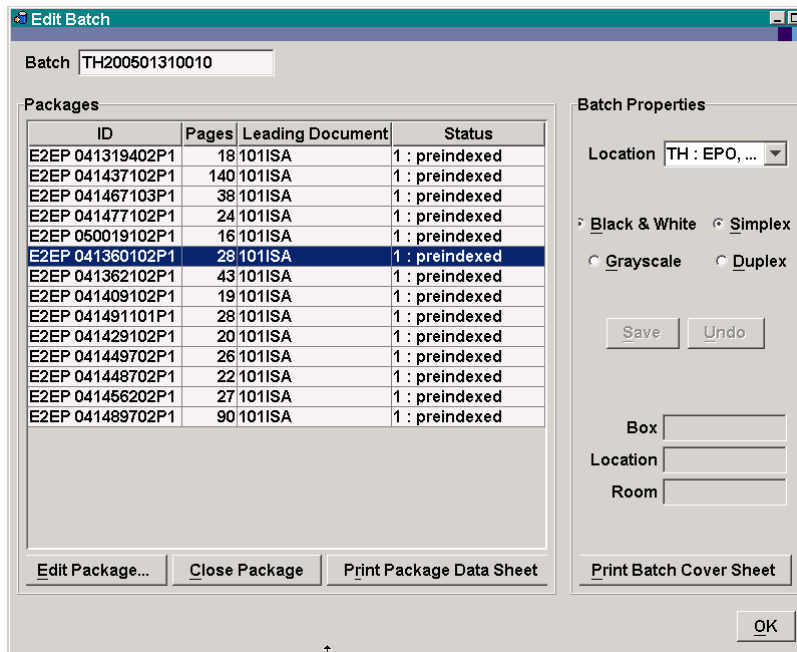 Edit Batch
Batch TH200501310010
Packages
ID Pages Leading Document Status
E2EP 041319402P1 18 101ISA 1 : preindexed
E2EP 041437102P1 140 101ISA 1 : preindexed
E2EP 041467103P1 38 101ISA 1 : preindexed
E2EP 041477102P1 24 101ISA 1 : preindexed
E2EP 050019102P1 16 101ISA 1 : preindexed
E2EP 041360102P1 28 101ISA 1 : preindexed
E2EP 041362102P1 43 101ISA 1 : preindexed
E2EP 041409102P1 19 101ISA 1 : preindexed
E2EP 041491101P1 28 101ISA 1 : preindexed
E2EP 041429102P1 20 101ISA 1 : preindexed
E2EP 041449702P1 26 101ISA 1 : preindexed
E2EP 041448702P1 22 101ISA 1 : preindexed
E2EP 041456202P1 27 101ISA 1 : preindexed
E2EP 041489702P1 90 101ISA 1 : preindexed
Edit Package... Close Package Print Package Data Sheet
Batch Properties
Location TH : EPO, ...
Black & White Simplex
Grayscale Duplex
Save Undo
Box
Location
Room
Print Batch Cover Sheet
OK